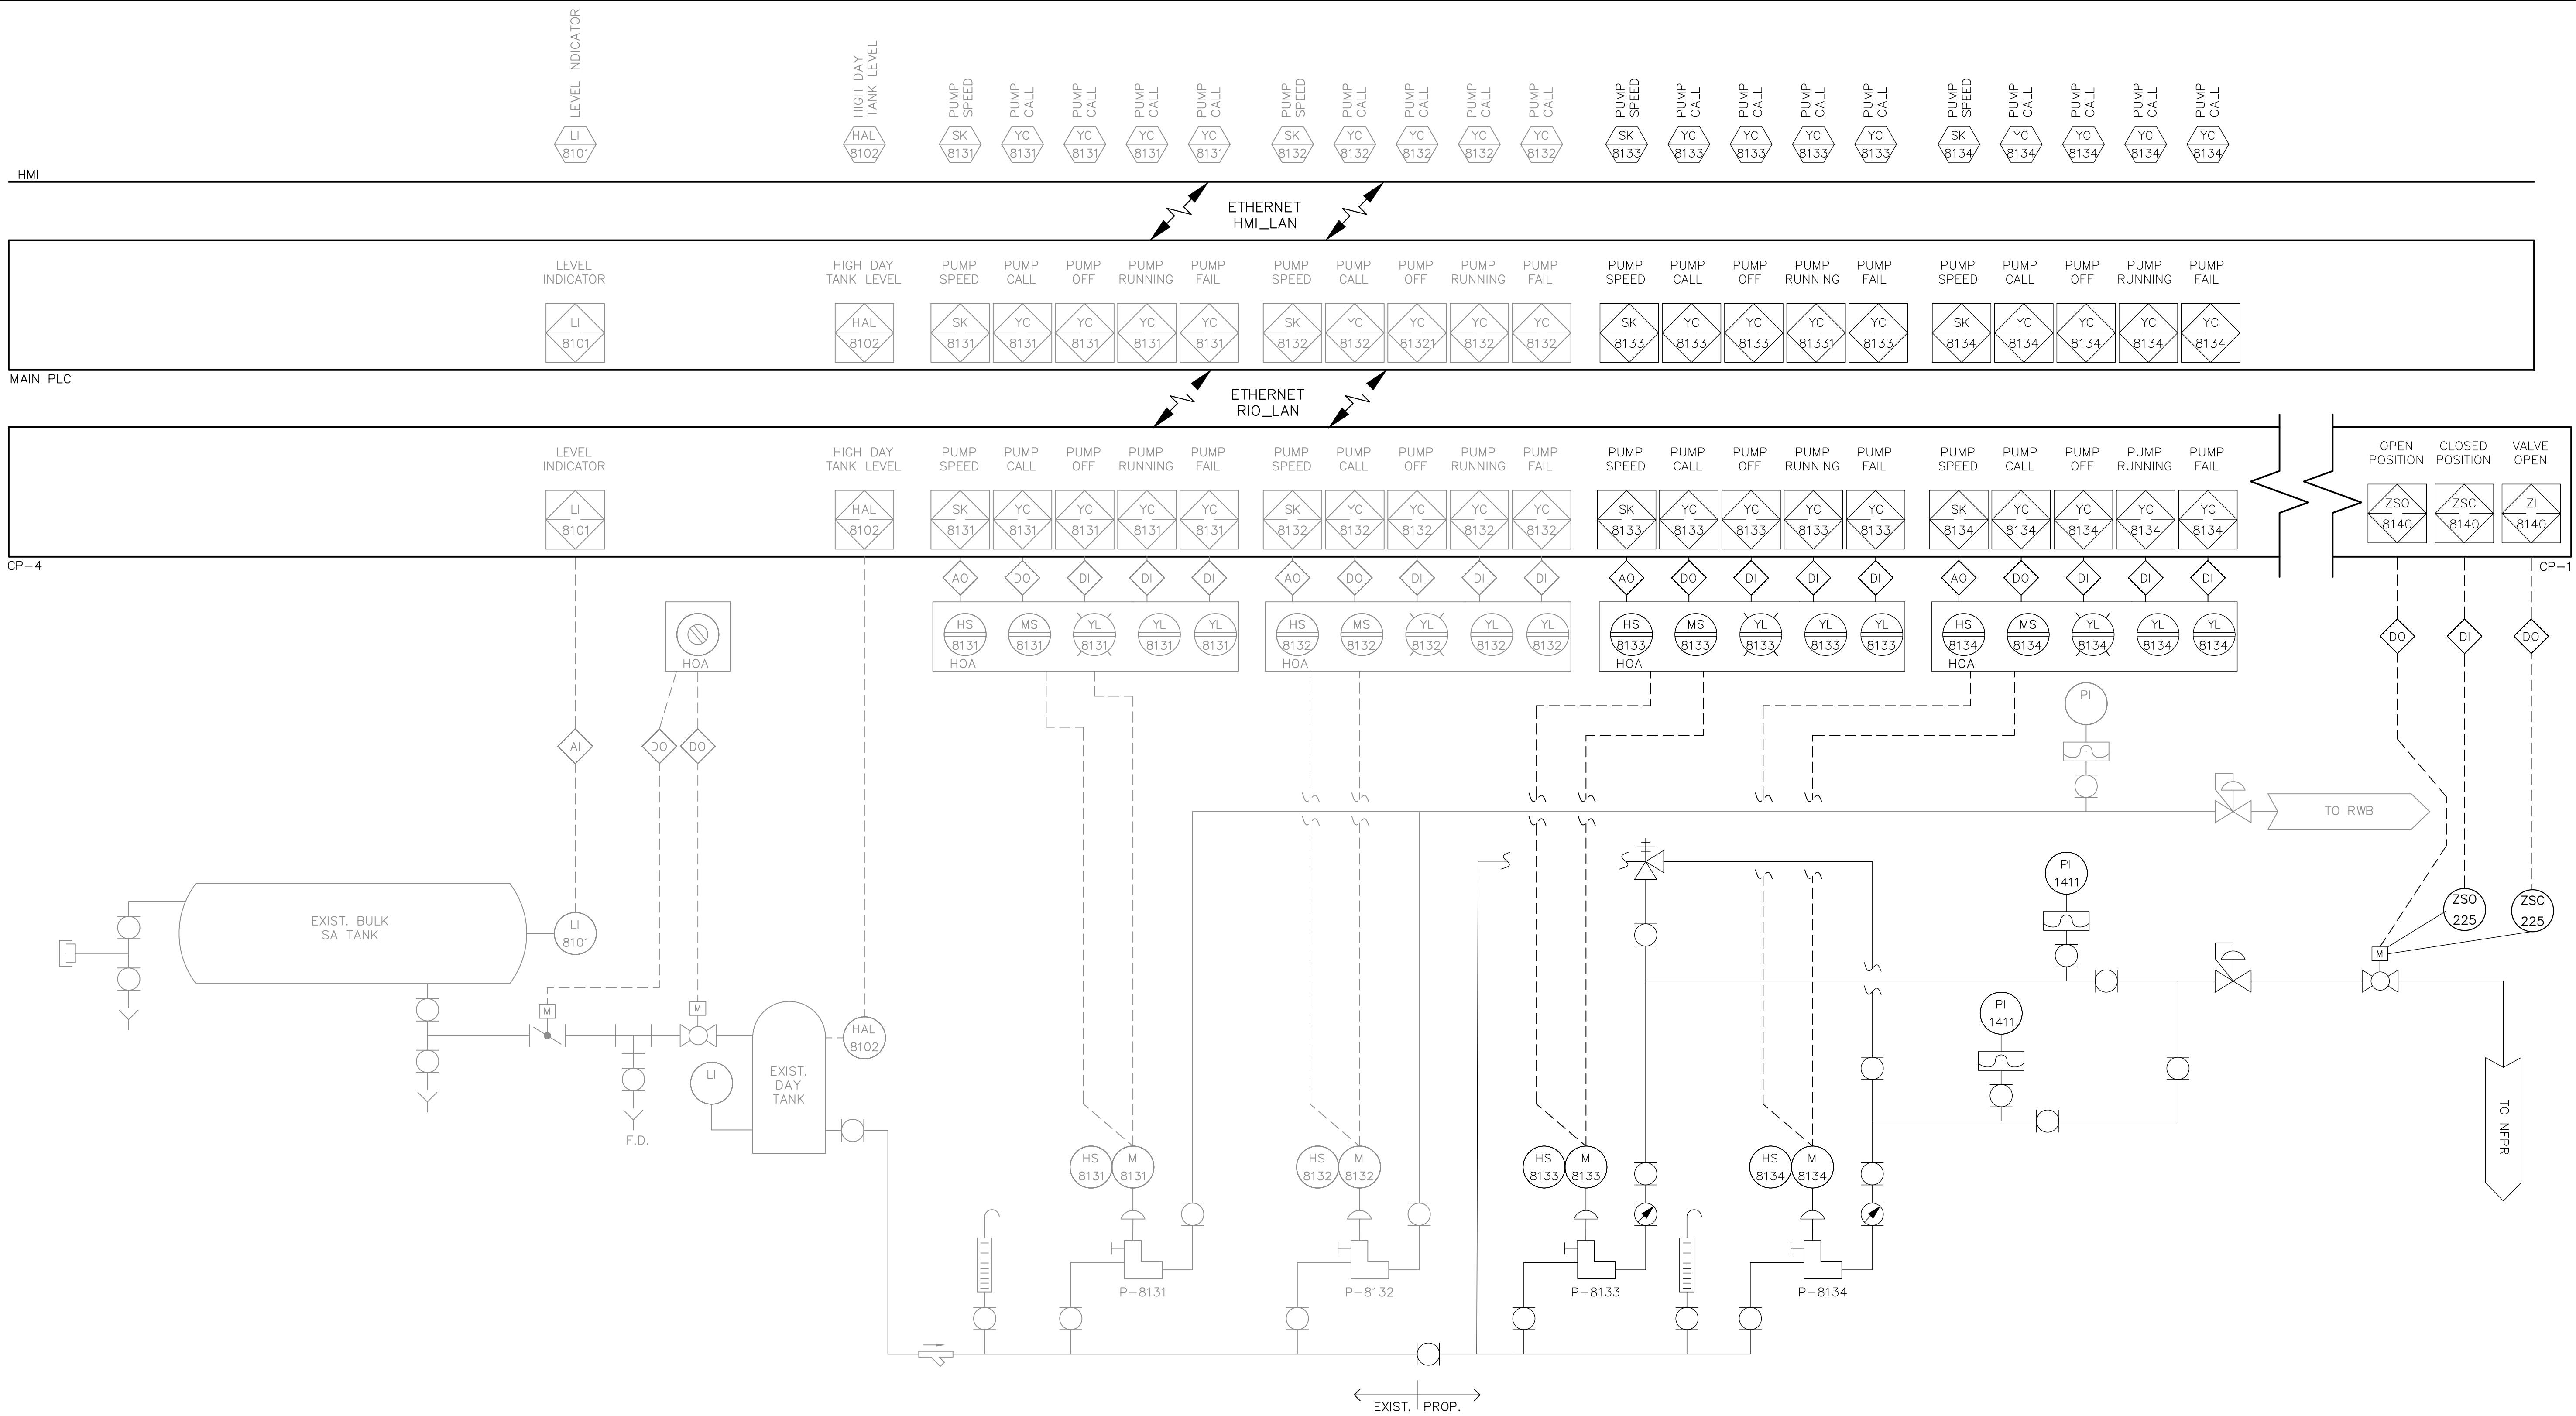 LEVEL INDICATOR
HIGH DAY
TANK LEVEL
PUMP
SPEED
PUMP
CALL
PUMP
CALL
PUMP
CALL
PUMP
CALL
PUMP
SPEED
PUMP
CALL
PUMP
CALL
PUMP
CALL
PUMP
CALL
PUMP
SPEED
PUMP
CALL
PUMP
CALL
PUMP
CALL
PUMP
CALL
PUMP
SPEED
PUMP
CALL
PUMP
CALL
PUMP
CALL
PUMP
CALL
LI HAL SK YC YC YC YC SK YC YC YC YC SK YC YC YC YC SK YC YC YC YC
8101 8102 8131 8131 8131 8131 8131 8132 8132 8132 8132 8132 8133 8133 8133 8133 8133 8134 8134 8134 8134 8134
HMI
ETHERNET
HMI_LAN
LEVEL HIGH DAY PUMP PUMP PUMP PUMP PUMP PUMP PUMP PUMP PUMP PUMP PUMP PUMP PUMP PUMP PUMP PUMP PUMP PUMP PUMP PUMP
INDICATOR TANK LEVEL SPEED CALL OFF RUNNING FAIL SPEED CALL OFF RUNNING FAIL SPEED CALL OFF RUNNING FAIL SPEED CALL OFF RUNNING FAIL
LI HAL SK YC YC YC YC SK YC YC YC YC SK YC YC YC YC SK YC YC YC YC
8101 8102 8131 8131 8131 8131 8131 8132 8132 81321 8132 8132 8133 8133 8133 81331 8133 8134 8134 8134 8134 8134
MAIN PLC
ETHERNET
RIO_LAN
LEVEL HIGH DAY PUMP PUMP PUMP PUMP PUMP PUMP PUMP PUMP PUMP PUMP PUMP PUMP PUMP PUMP PUMP PUMP PUMP PUMP PUMP PUMP OPEN CLOSED VALVE
INDICATOR TANK LEVEL SPEED CALL OFF RUNNING FAIL SPEED CALL OFF RUNNING FAIL SPEED CALL OFF RUNNING FAIL SPEED CALL OFF RUNNING FAIL POSITION POSITION OPEN
LI HAL SK YC YC YC YC SK YC YC YC YC SK YC YC YC YC SK YC YC YC YC ZSO ZSC ZI
8101 8102 8131 8131 8131 8131 8131 8132 8132 8132 8132 8132 8133 8133 8133 8133 8133 8134 8134 8134 8134 8134 8140 8140 8140
CP-4 CP-1
AO DO DI DI DI AO DO DI DI DI AO DO DI DI DI AO DO DI DI DI
HS MS YL YL YL HS MS YL YL YL HS MS YL YL YL HS MS YL YL YL
8131 8131 8131 8131 8131 8132 8132 8132 8132 8132 8133 8133 8133 8133 8133 8134 8134 8134 8134 8134
DO DI DO
HOA HOA HOA HOA HOA
PI
AI DO DO
TO RWB
PI
1411
EXIST. BULK
SA TANK
LI
8101
ZSO
225
ZSC
225
M
M M
PI
1411
HAL
8102
LI
EXIST.
DAY
TANK
F.D.
TO NFPR
HS M HS M HS M HS M
8131 8131 8132 8132 8133 8133 8134 8134
P-8131 P-8132 P-8133 P-8134
EXIST. PROP.